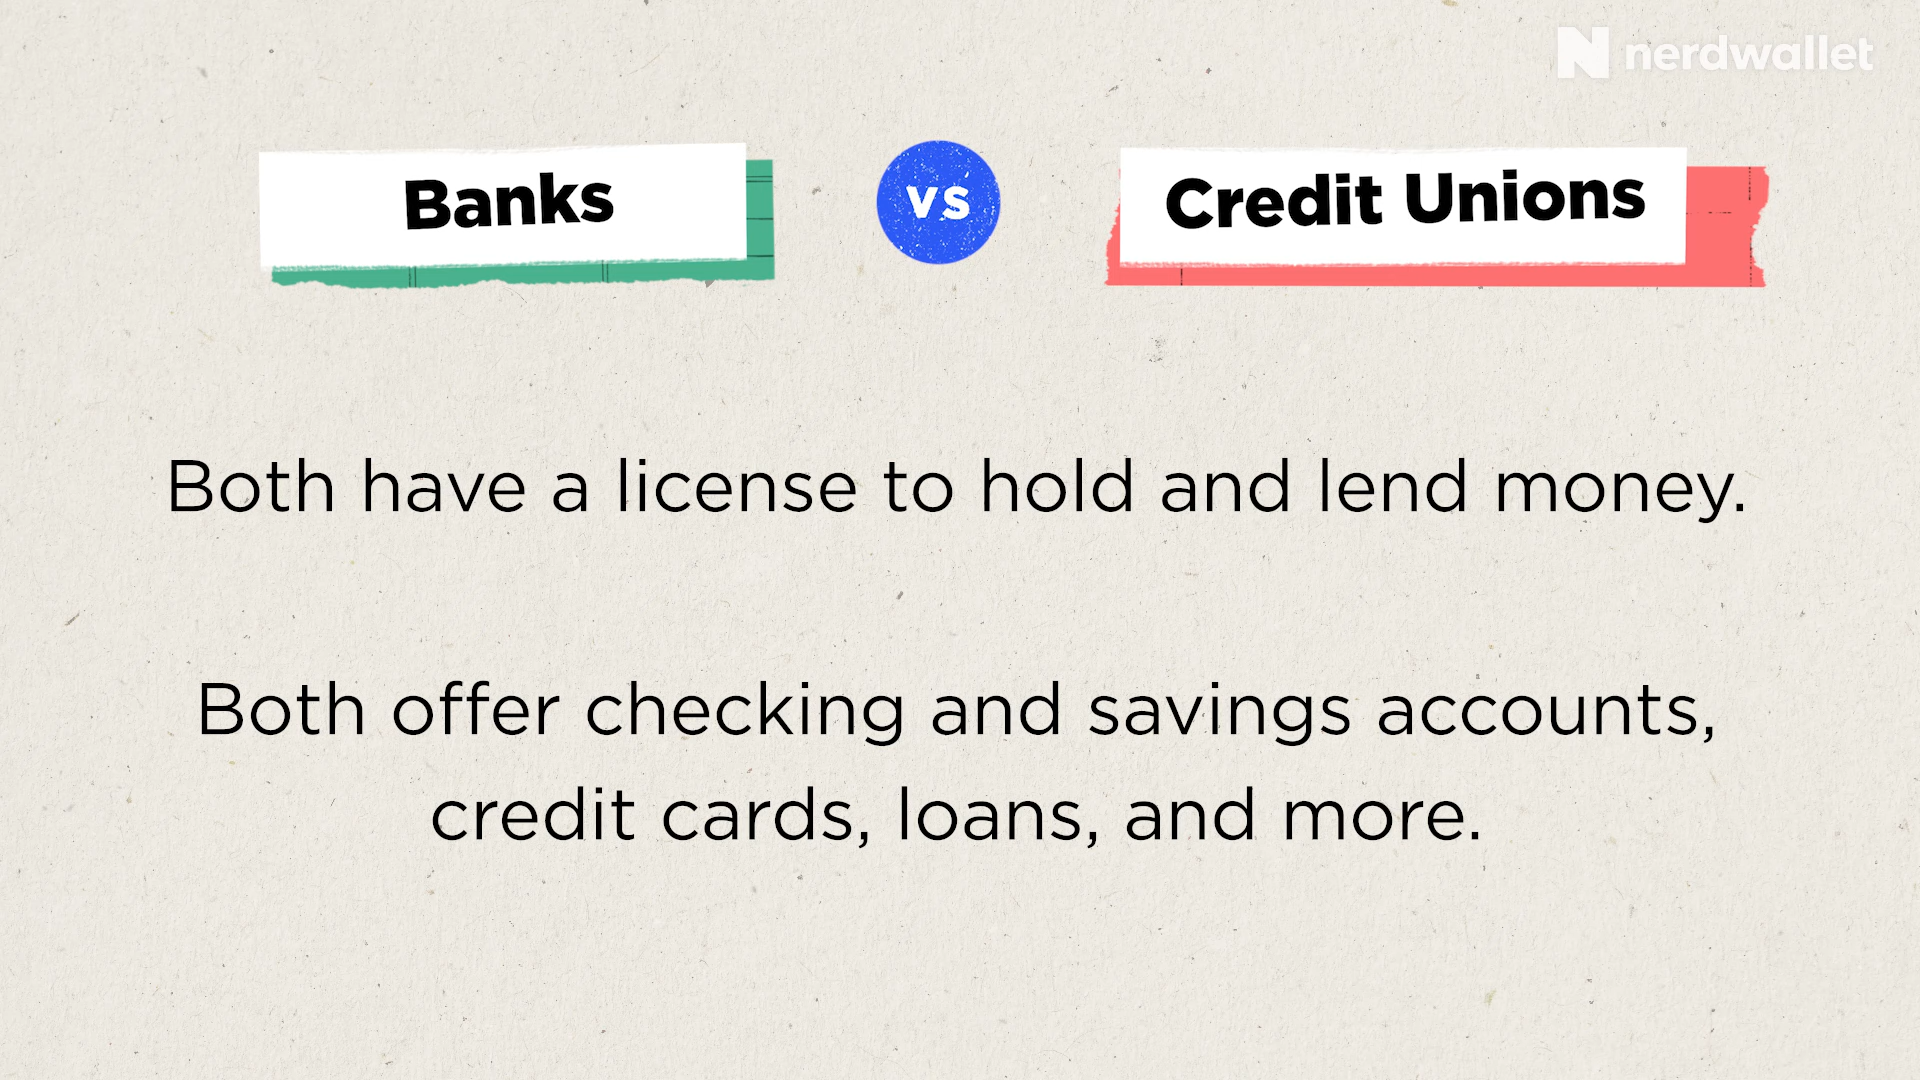 nerdwallet
Banks
vs
Credit Unions
Both have a license to hold and lend money.
Both offer checking and savings accounts,
credit cards, loans, and more.